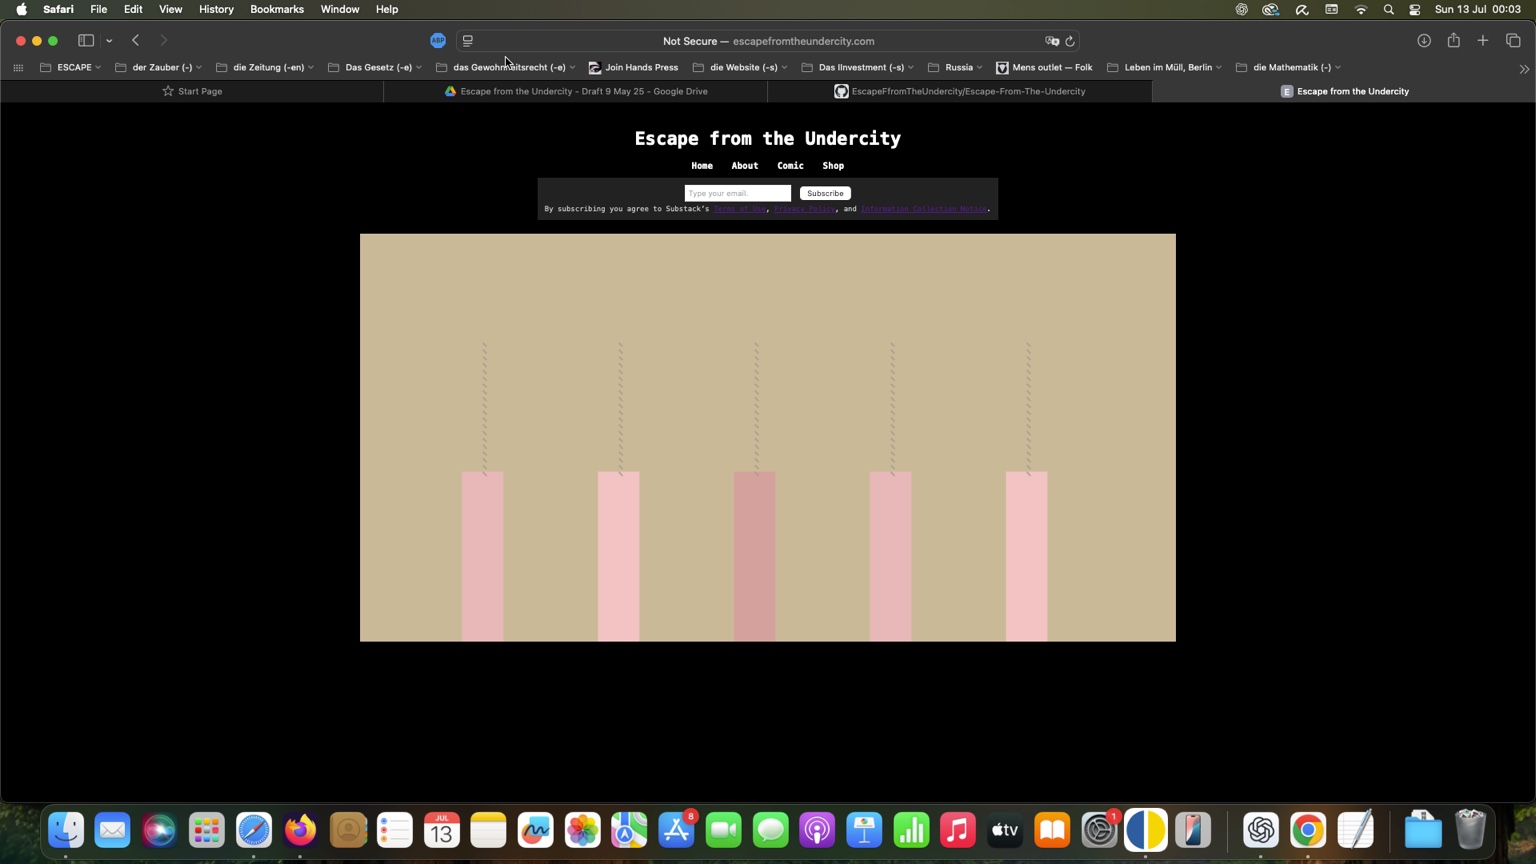 Safari File Edit View History Bookmarks Window Help Sun 13 Jul 00:03
ABP Not Secure — escapefromtheundercity.com
ESCAPE der Zauber (-) die Zeitung (-en) Das Gesetz (-e) das Gewohnheitsrecht (-e) Join Hands Press die Website (-s) Das IInvestment (-s) Russia Mens outlet — Folk Leben im Müll, Berlin die Mathematik (-)
Start Page Escape from the Undercity - Draft 9 May 25 - Google Drive EscapeFfromTheUndercity/Escape-From-The-Undercity E Escape from the Undercity
Escape from the Undercity
Home About Comic Shop
Type your email. Subscribe
By subscribing you agree to Substack's Terms of Use, Privacy Policy, and Information Collection Notice.
JUL 8 1
13 tv